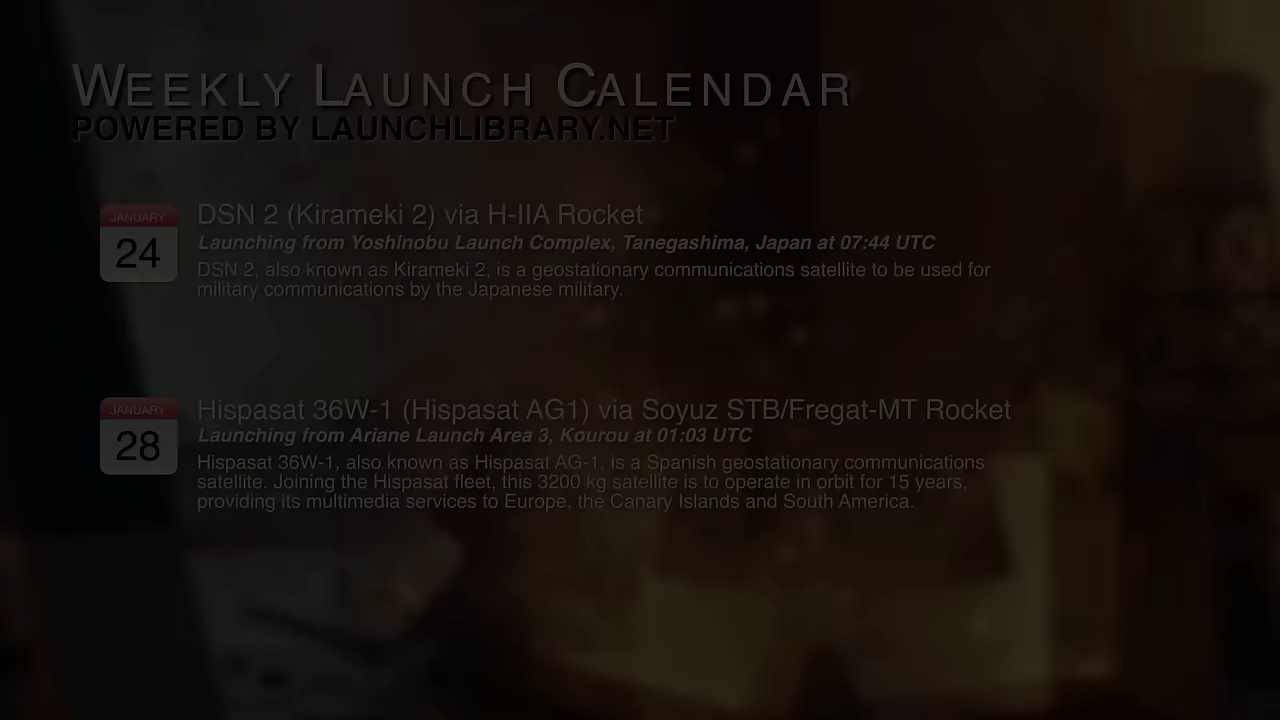 WEEKLY LAUNCH CALENDAR
POWERED BY LAUNCHLIBRARY.NET
JANUARY
24
DSN 2 (Kirameki 2) via H-IIA Rocket
Launching from Yoshinobu Launch Complex, Tanegashima, Japan at 07:44 UTC
DSN 2, also known as Kirameki 2, is a geostationary communications satellite to be used for
military communications by the Japanese military.
JANUARY
28
Hispasat 36W-1 (Hispasat AG1) via Soyuz STB/Fregat-MT Rocket
Launching from Ariane Launch Area 3, Kourou at 01:03 UTC
Hispasat 36W-1, also known as Hispasat AG-1, is a Spanish geostationary communications
satellite. Joining the Hispasat fleet, this 3200 kg satellite is to operate in orbit for 15 years,
providing its multimedia services to Europe, the Canary Islands and South America.